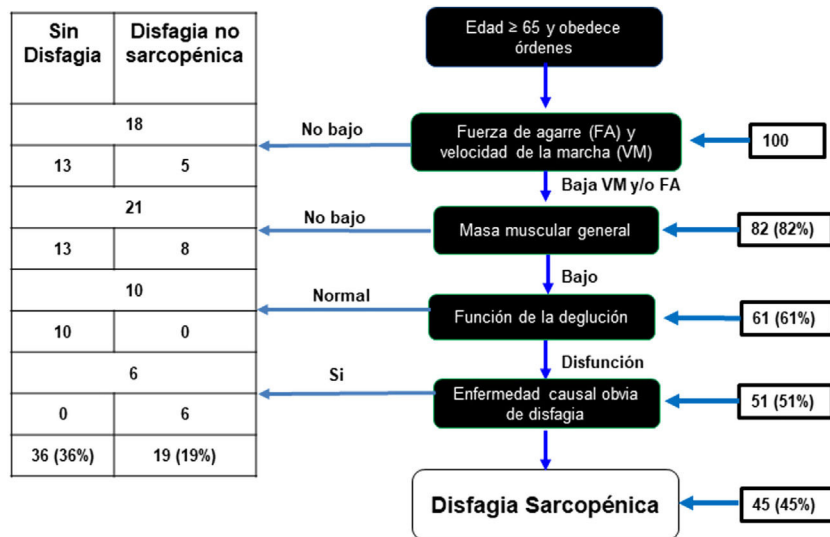 Sin
Disfagia
Disfagia no
sarcopénica
18
13 5
21
13 8
10
10 0
6
0 6
36 (36%) 19 (19%)
Edad ≥ 65 y obedece
órdenes
No bajo
Fuerza de agarre (FA) y
velocidad de la marcha (VM)
100
Baja VM y/o FA
No bajo
Masa muscular general
82 (82%)
Bajo
Normal
Función de la deglución
61 (61%)
Disfunción
Si
Enfermedad causal obvia
de disfagia
51 (51%)
Disfagia Sarcopénica
45 (45%)